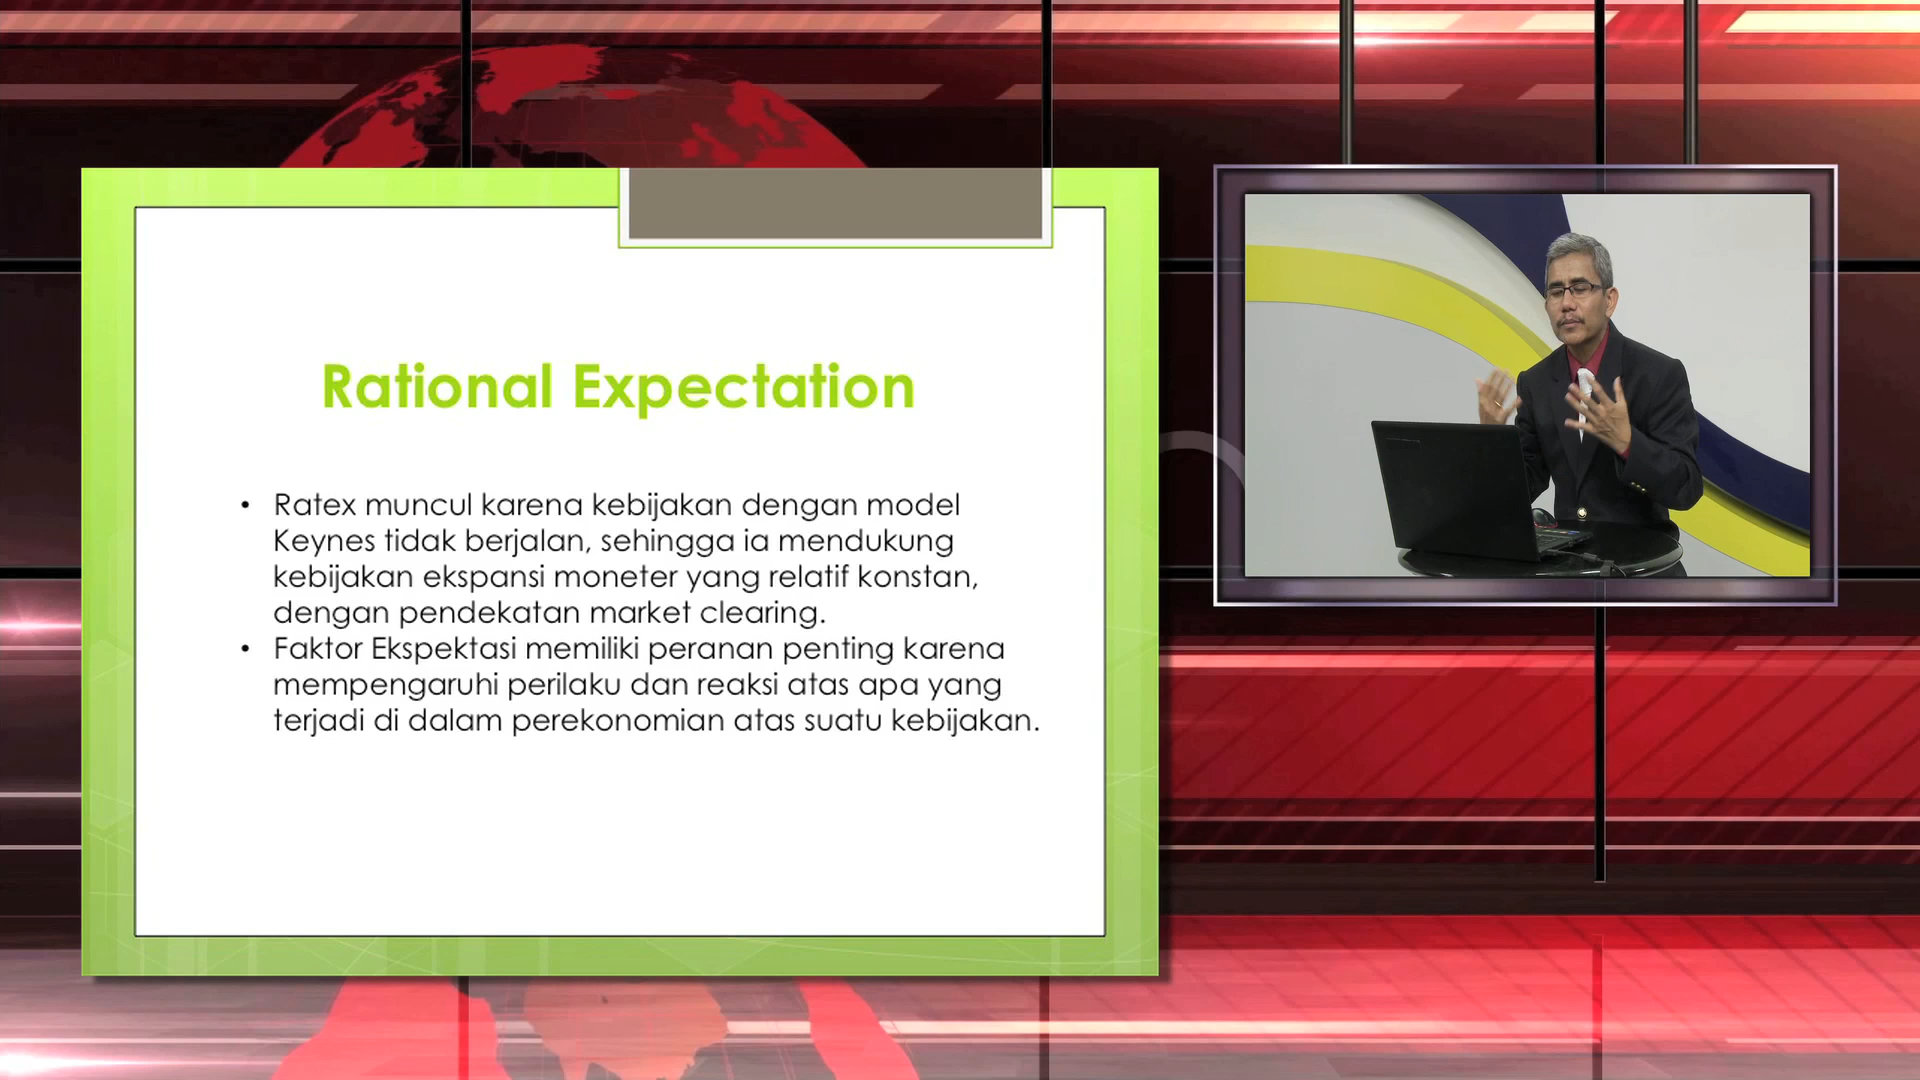 Rational Expectation
• Ratex muncul karena kebijakan dengan model
Keynes tidak berjalan, sehingga ia mendukung
kebijakan ekspansi moneter yang relatif konstan,
dengan pendekatan market clearing.
• Faktor Ekspektasi memiliki peranan penting karena
mempengaruhi perilaku dan reaksi atas apa yang
terjadi di dalam perekonomian atas suatu kebijakan.